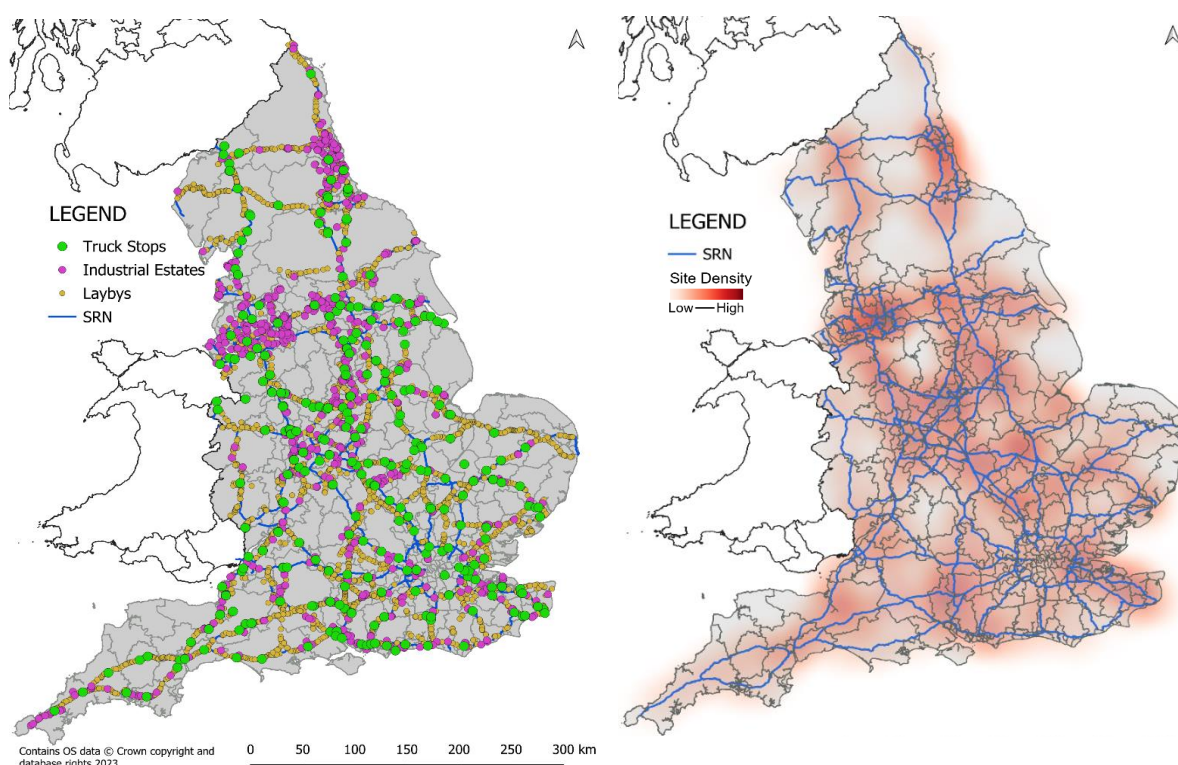 LEGEND
Truck Stops
Industrial Estates
Laybys
SRN
Contains OS data © Crown copyright and
database rights 2023
0 50 100 150 200 250 300 km
LEGEND
SRN
Site Density
Low High